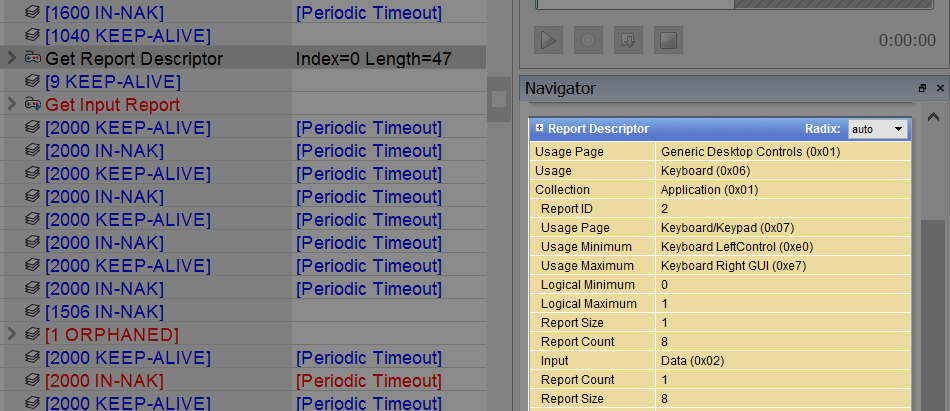 [1600 IN-NAK] [Periodic Timeout]
[1040 KEEP-ALIVE]
Get Report Descriptor Index=0 Length=47
[9 KEEP-ALIVE]
Get Input Report
[2000 KEEP-ALIVE] [Periodic Timeout]
[2000 IN-NAK] [Periodic Timeout]
[2000 KEEP-ALIVE] [Periodic Timeout]
[2000 IN-NAK] [Periodic Timeout]
[2000 KEEP-ALIVE] [Periodic Timeout]
[2000 IN-NAK] [Periodic Timeout]
[2000 KEEP-ALIVE] [Periodic Timeout]
[2000 IN-NAK] [Periodic Timeout]
[1506 IN-NAK]
[1 ORPHANED]
[2000 KEEP-ALIVE] [Periodic Timeout]
[2000 IN-NAK] [Periodic Timeout]
[2000 KEEP-ALIVE] [Periodic Timeout]
0:00:00
Navigator
Report Descriptor Radix: auto
Usage Page Generic Desktop Controls (0x01)
Usage Keyboard (0x06)
Collection Application (0x01)
Report ID 2
Usage Page Keyboard/Keypad (0x07)
Usage Minimum Keyboard LeftControl (0xe0)
Usage Maximum Keyboard Right GUI (0xe7)
Logical Minimum 0
Logical Maximum 1
Report Size 1
Report Count 8
Input Data (0x02)
Report Count 1
Report Size 8